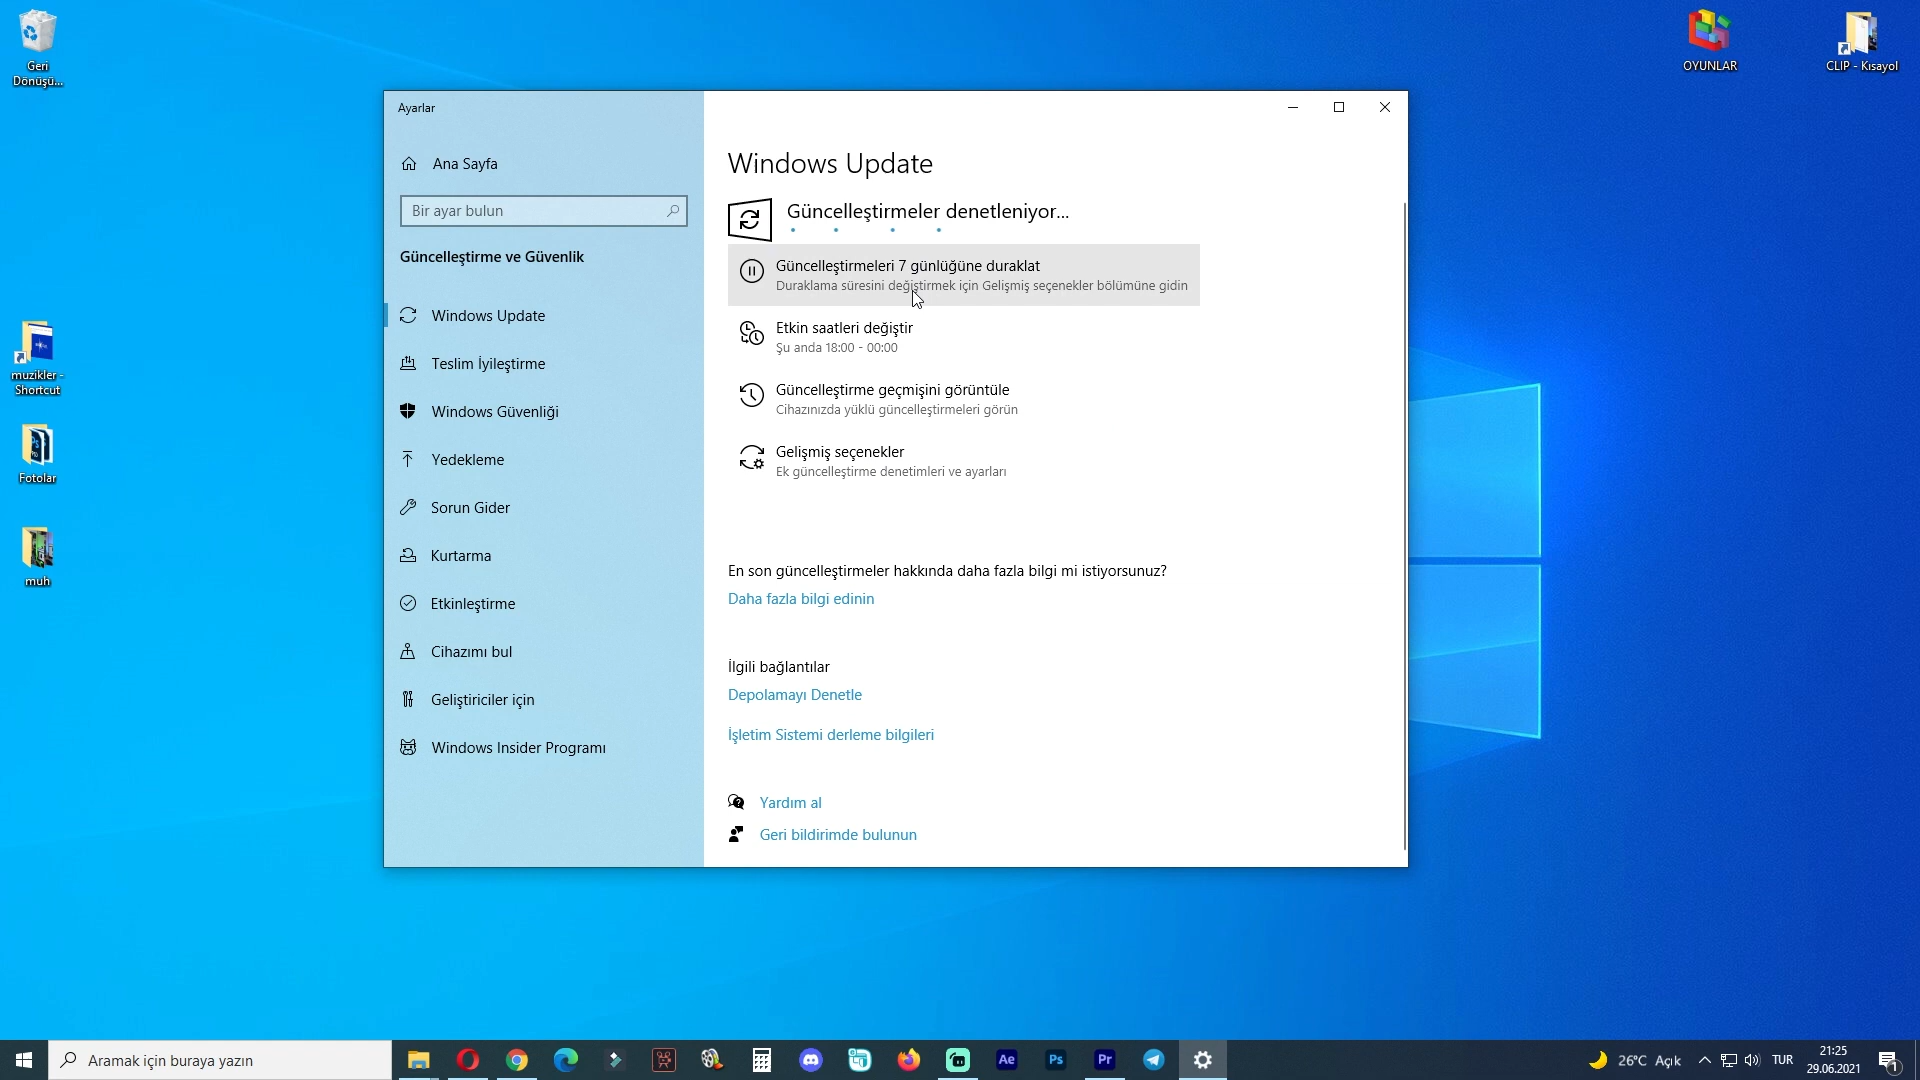 Geri
Dönüşü...
OYUNLAR
CLIP - Kısayol
muzikler -
Shortcut
Fotolar
muh
Ayarlar
Ana Sayfa
Bir ayar bulun
Güncelleştirme ve Güvenlik
Windows Update
Teslim İyileştirme
Windows Güvenliği
Yedekleme
Sorun Gider
Kurtarma
Etkinleştirme
Cihazımı bul
Geliştiriciler için
Windows Insider Programı
Windows Update
Güncelleştirmeler denetleniyor...
Güncelleştirmeleri 7 günlüğüne duraklat
Duraklama süresini değiştirmek için Gelişmiş seçenekler bölümüne gidin
Etkin saatleri değiştir
Şu anda 18:00 - 00:00
Güncelleştirme geçmişini görüntüle
Cihazınızda yüklü güncelleştirmeleri görün
Gelişmiş seçenekler
Ek güncelleştirme denetimleri ve ayarları
En son güncelleştirmeler hakkında daha fazla bilgi mi istiyorsunuz?
Daha fazla bilgi edinin
İlgili bağlantılar
Depolamayı Denetle
İşletim Sistemi derleme bilgileri
Yardım al
Geri bildirimde bulunun
Aramak için buraya yazın
Ae
Ps
Pr
26°C Açık
TUR
21:25
29.06.2021
1